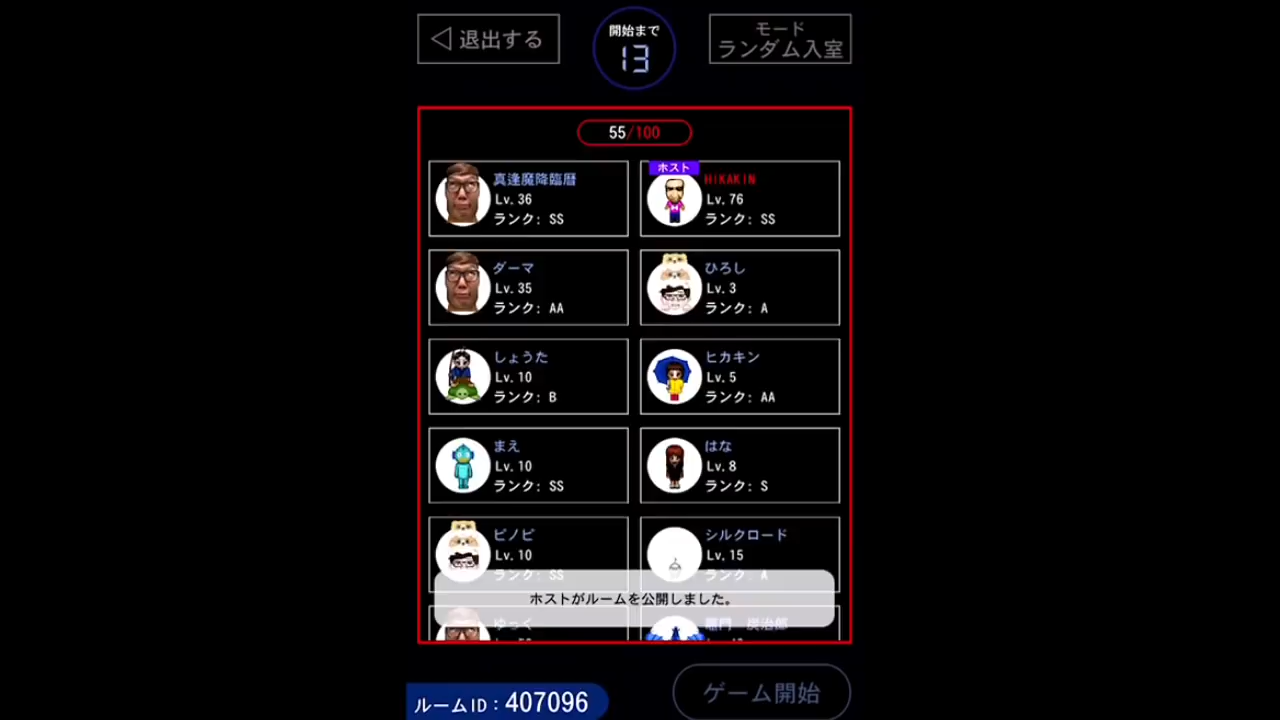 ◁ 退出する
開始まで
13
モード
ランダム入室
55/100
真逢魔降臨暦
Lv. 36
ランク: SS
ホスト
HIKAKIN
Lv. 76
ランク: SS
ダーマ
Lv. 35
ランク: AA
ひろし
Lv. 3
ランク: A
しょうた
Lv. 10
ランク: B
ヒカキン
Lv. 5
ランク: AA
まえ
Lv. 10
ランク: SS
はな
Lv. 8
ランク: S
ピノピ
Lv. 10
ランク: SS
シルクロード
Lv. 15
ランク: A
ホストがルームを公開しました。
ゆっく
竈門 炭治郎
ルームID：407096
ゲーム開始